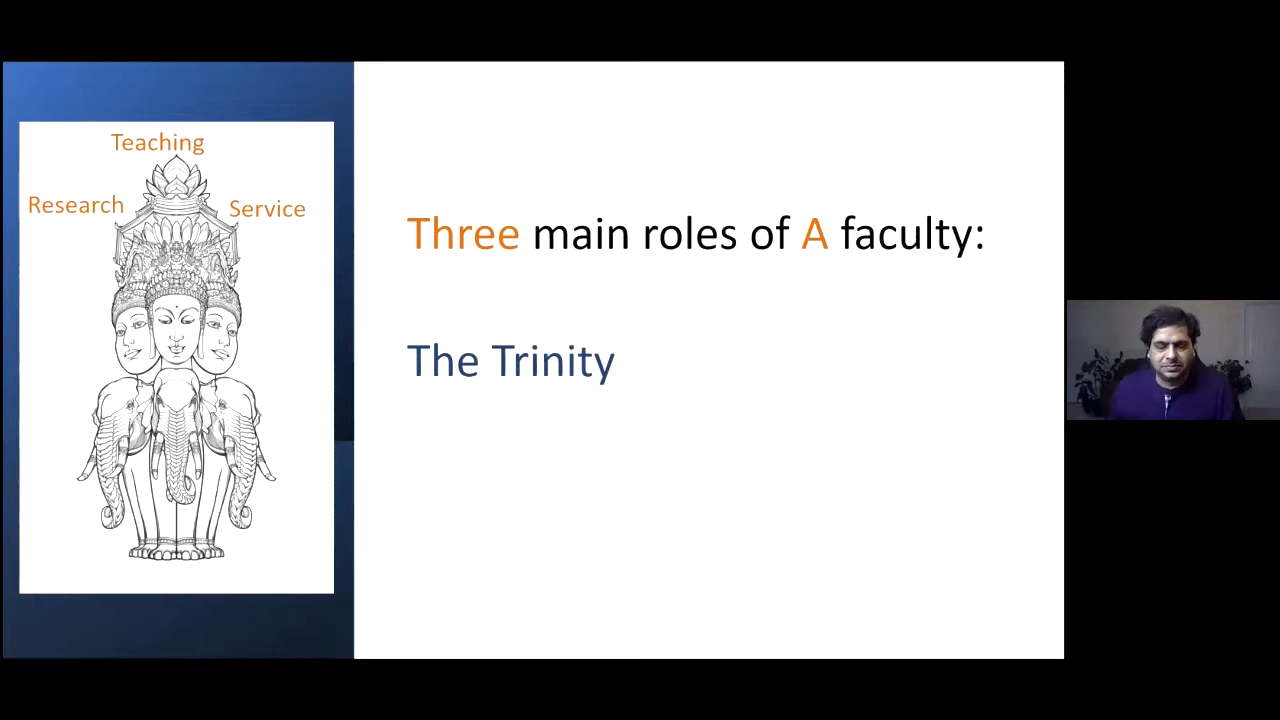 Teaching
Research
Service
Three main roles of A faculty:
The Trinity